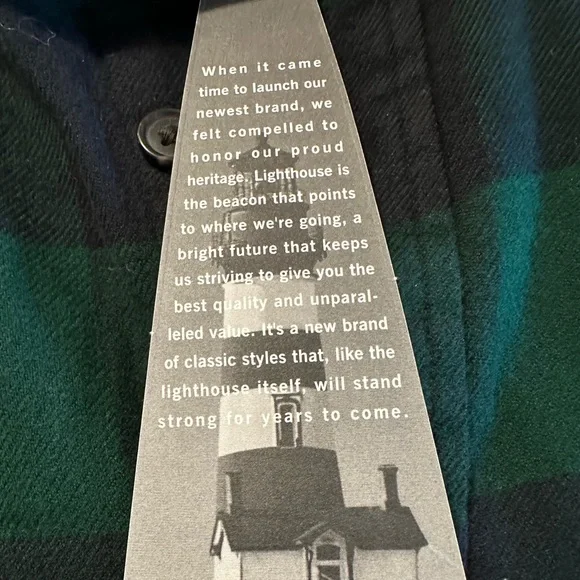 When it came
time to launch our
newest brand, we
felt compelled to
honor our proud
heritage. Lighthouse is
the beacon that points
to where we're going, a
bright future that keeps
us striving to give you the
best quality and unparal-
leled value. It's a new brand
of classic styles that, like the
lighthouse itself, will stand
strong for years to come.